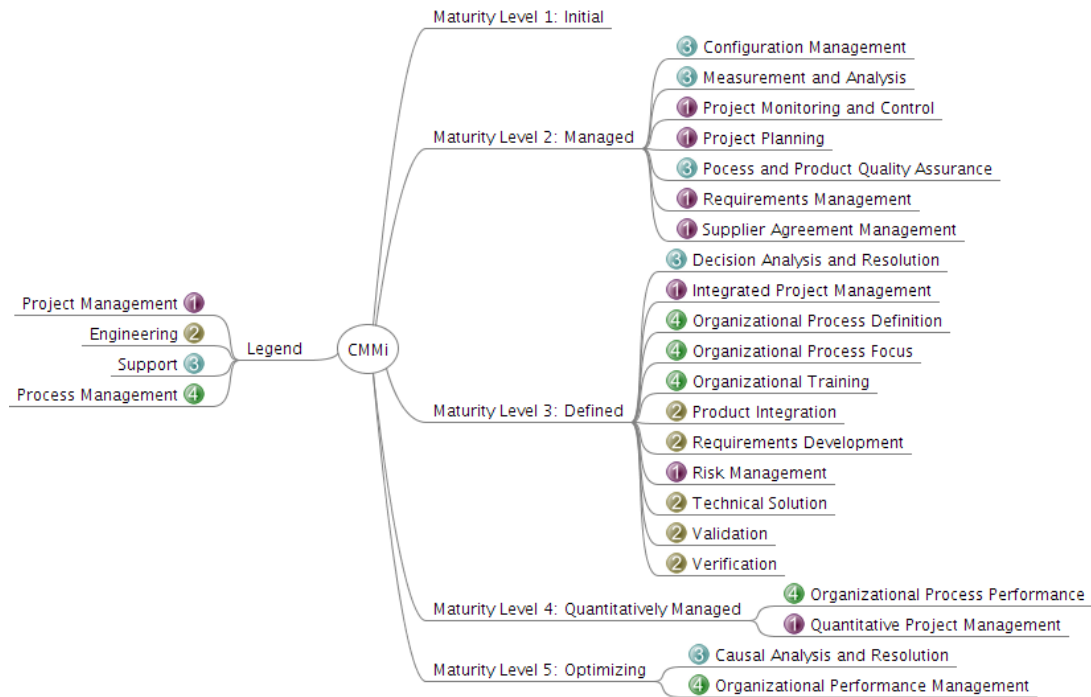 Maturity Level 1: Initial
3 Configuration Management
3 Measurement and Analysis
1 Project Monitoring and Control
Maturity Level 2: Managed
1 Project Planning
3 Pocess and Product Quality Assurance
1 Requirements Management
1 Supplier Agreement Management
3 Decision Analysis and Resolution
Project Management 1
Engineering 2
Support 3
Process Management 4
Legend
CMMi
1 Integrated Project Management
4 Organizational Process Definition
4 Organizational Process Focus
4 Organizational Training
Maturity Level 3: Defined
2 Product Integration
2 Requirements Development
1 Risk Management
2 Technical Solution
2 Validation
2 Verification
Maturity Level 4: Quantitatively Managed
4 Organizational Process Performance
1 Quantitative Project Management
Maturity Level 5: Optimizing
3 Causal Analysis and Resolution
4 Organizational Performance Management